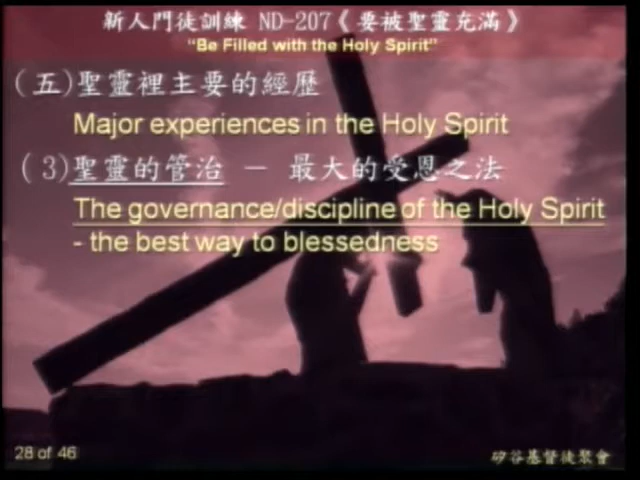 新人門徒訓練 ND-207《要被聖靈充滿》
“Be Filled with the Holy Spirit”
(五)聖靈裡主要的經歷
Major experiences in the Holy Spirit
(3)聖靈的管治 － 最大的受恩之法
The governance/discipline of the Holy Spirit
- the best way to blessedness
28 of 46
矽谷基督徒聚會